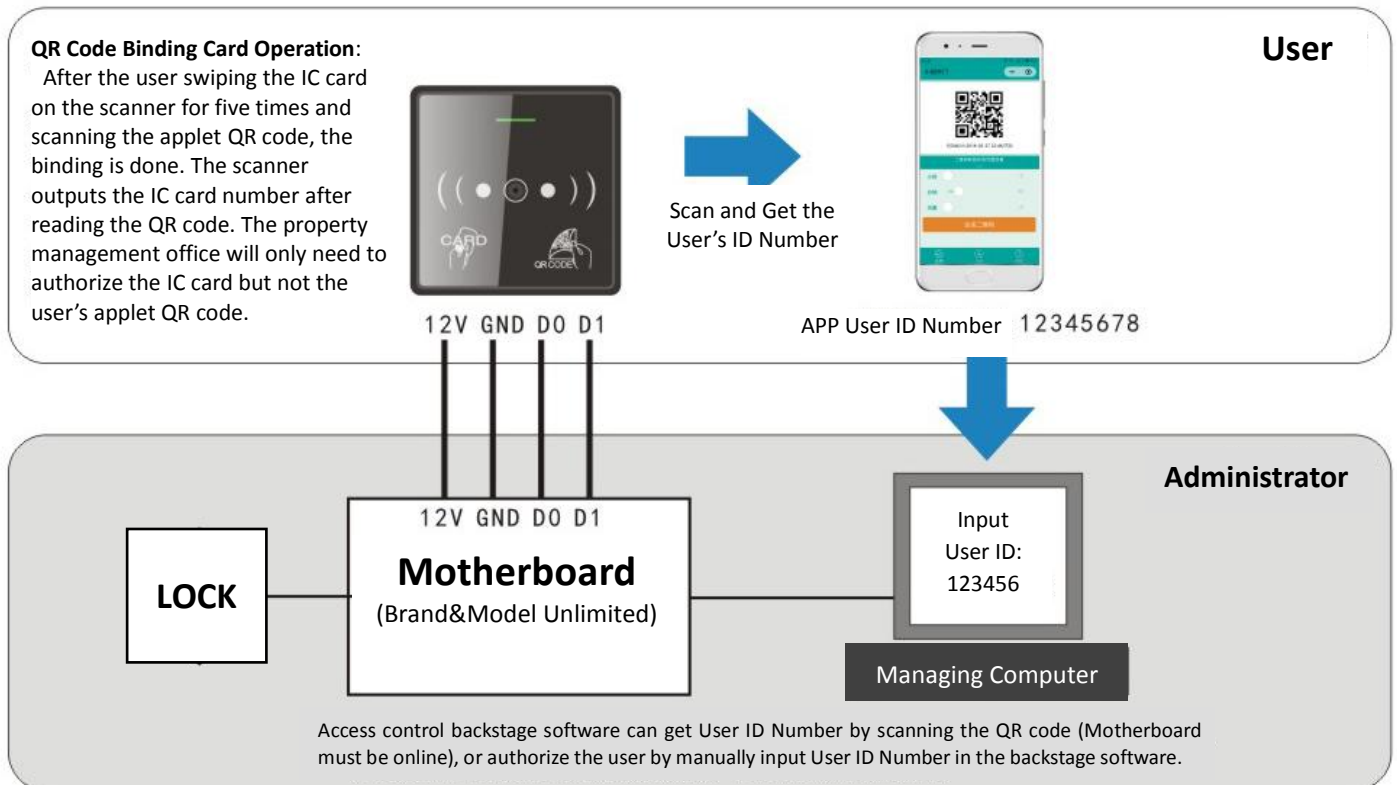 QR Code Binding Card Operation:
After the user swiping the IC card
on the scanner for five times and
scanning the applet QR code, the
binding is done. The scanner
outputs the IC card number after
reading the QR code. The property
management office will only need to
authorize the IC card but not the
user's applet QR code.
CARD
QR CODE
12V GND D0 D1
Scan and Get the
User's ID Number
User
APP User ID Number 12345678
Administrator
LOCK
12V GND D0 D1
Motherboard
(Brand&Model Unlimited)
Input
User ID:
123456
Managing Computer
Access control backstage software can get User ID Number by scanning the QR code (Motherboard
must be online), or authorize the user by manually input User ID Number in the backstage software.